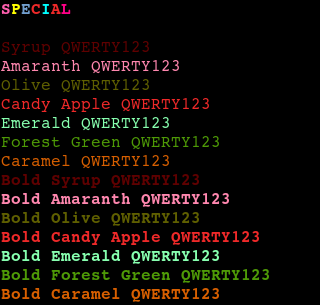 SPECIAL
Syrup QWERTY123
Amaranth QWERTY123
Olive QWERTY123
Candy Apple QWERTY123
Emerald QWERTY123
Forest Green QWERTY123
Caramel QWERTY123
Bold Syrup QWERTY123
Bold Amaranth QWERTY123
Bold Olive QWERTY123
Bold Candy Apple QWERTY123
Bold Emerald QWERTY123
Bold Forest Green QWERTY123
Bold Caramel QWERTY123